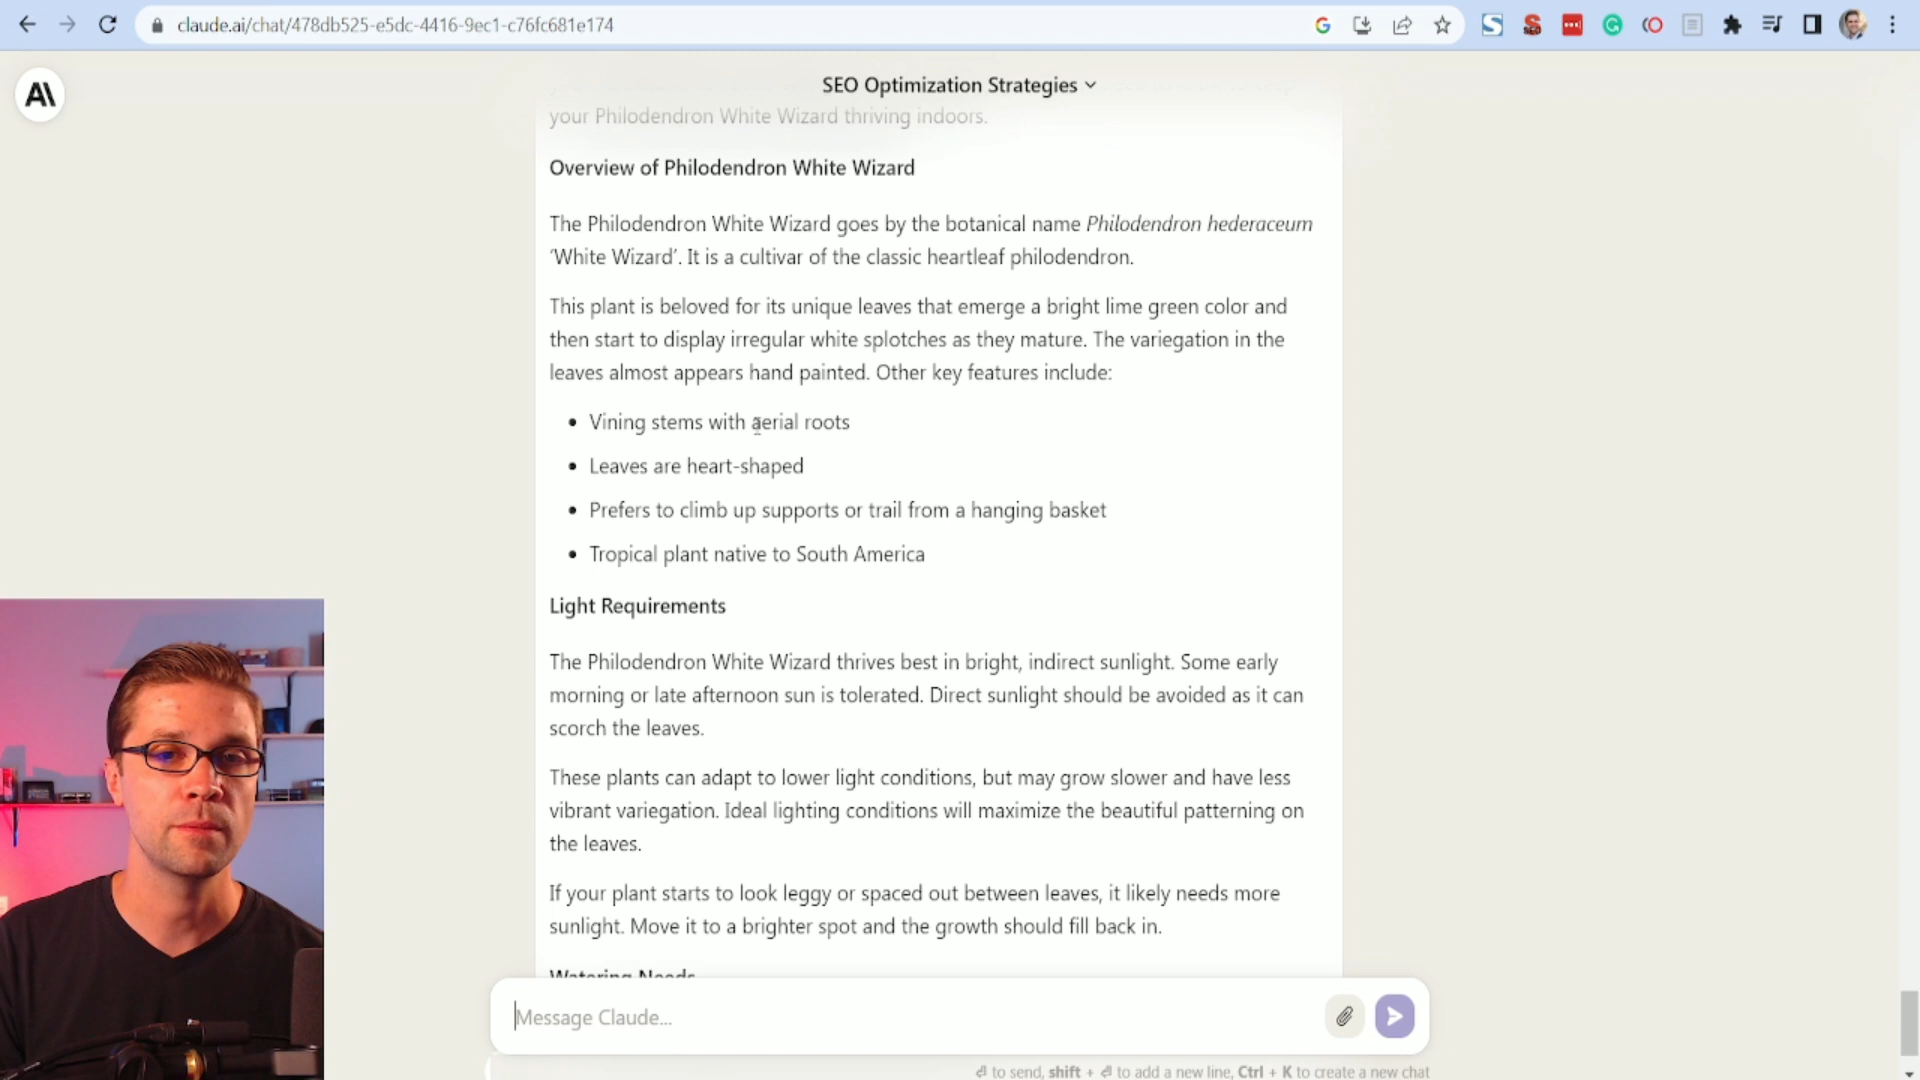 claude.ai/chat/478db525-e5dc-4416-9ec1-c76fc681e174
SEO Optimization Strategies
your Philodendron White Wizard thriving indoors.
Overview of Philodendron White Wizard
The Philodendron White Wizard goes by the botanical name Philodendron hederaceum
‘White Wizard’. It is a cultivar of the classic heartleaf philodendron.
This plant is beloved for its unique leaves that emerge a bright lime green color and
then start to display irregular white splotches as they mature. The variegation in the
leaves almost appears hand painted. Other key features include:
• Vining stems with aerial roots
• Leaves are heart-shaped
• Prefers to climb up supports or trail from a hanging basket
• Tropical plant native to South America
Light Requirements
The Philodendron White Wizard thrives best in bright, indirect sunlight. Some early
morning or late afternoon sun is tolerated. Direct sunlight should be avoided as it can
scorch the leaves.
These plants can adapt to lower light conditions, but may grow slower and have less
vibrant variegation. Ideal lighting conditions will maximize the beautiful patterning on
the leaves.
If your plant starts to look leggy or spaced out between leaves, it likely needs more
sunlight. Move it to a brighter spot and the growth should fill back in.
Watering Needs
Message Claude...
⏎ to send, shift + ⏎ to add a new line, Ctrl + K to create a new chat